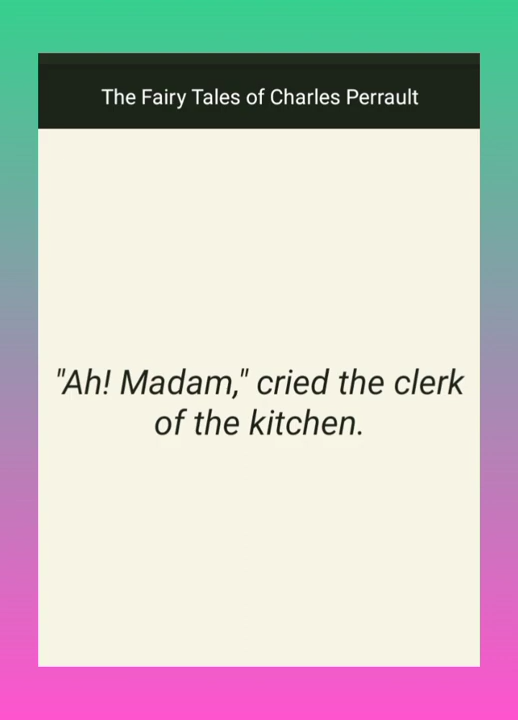 The Fairy Tales of Charles Perrault
"Ah! Madam," cried the clerk
of the kitchen.